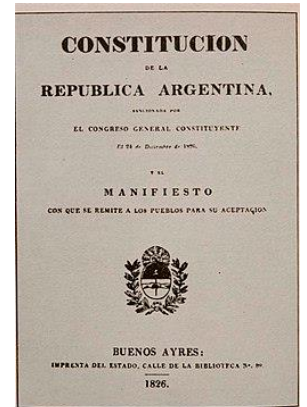 CONSTITUCION
DE LA
REPUBLICA ARGENTINA,
SANCIONADA POR
EL CONGRESO GENERAL CONSTITUYENTE
El 24 de Diciembre de 1826,
Y EL
MANIFIESTO
CON QUE SE REMITE A LOS PUEBLOS PARA SU ACEPTACION
BUENOS AYRES:
IMPRENTA DEL ESTADO, CALLE DE LA BIBLIOTECA Nº.
1826.